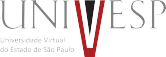 UNIVESP
Universidade Virtual
do Estado de São Paulo